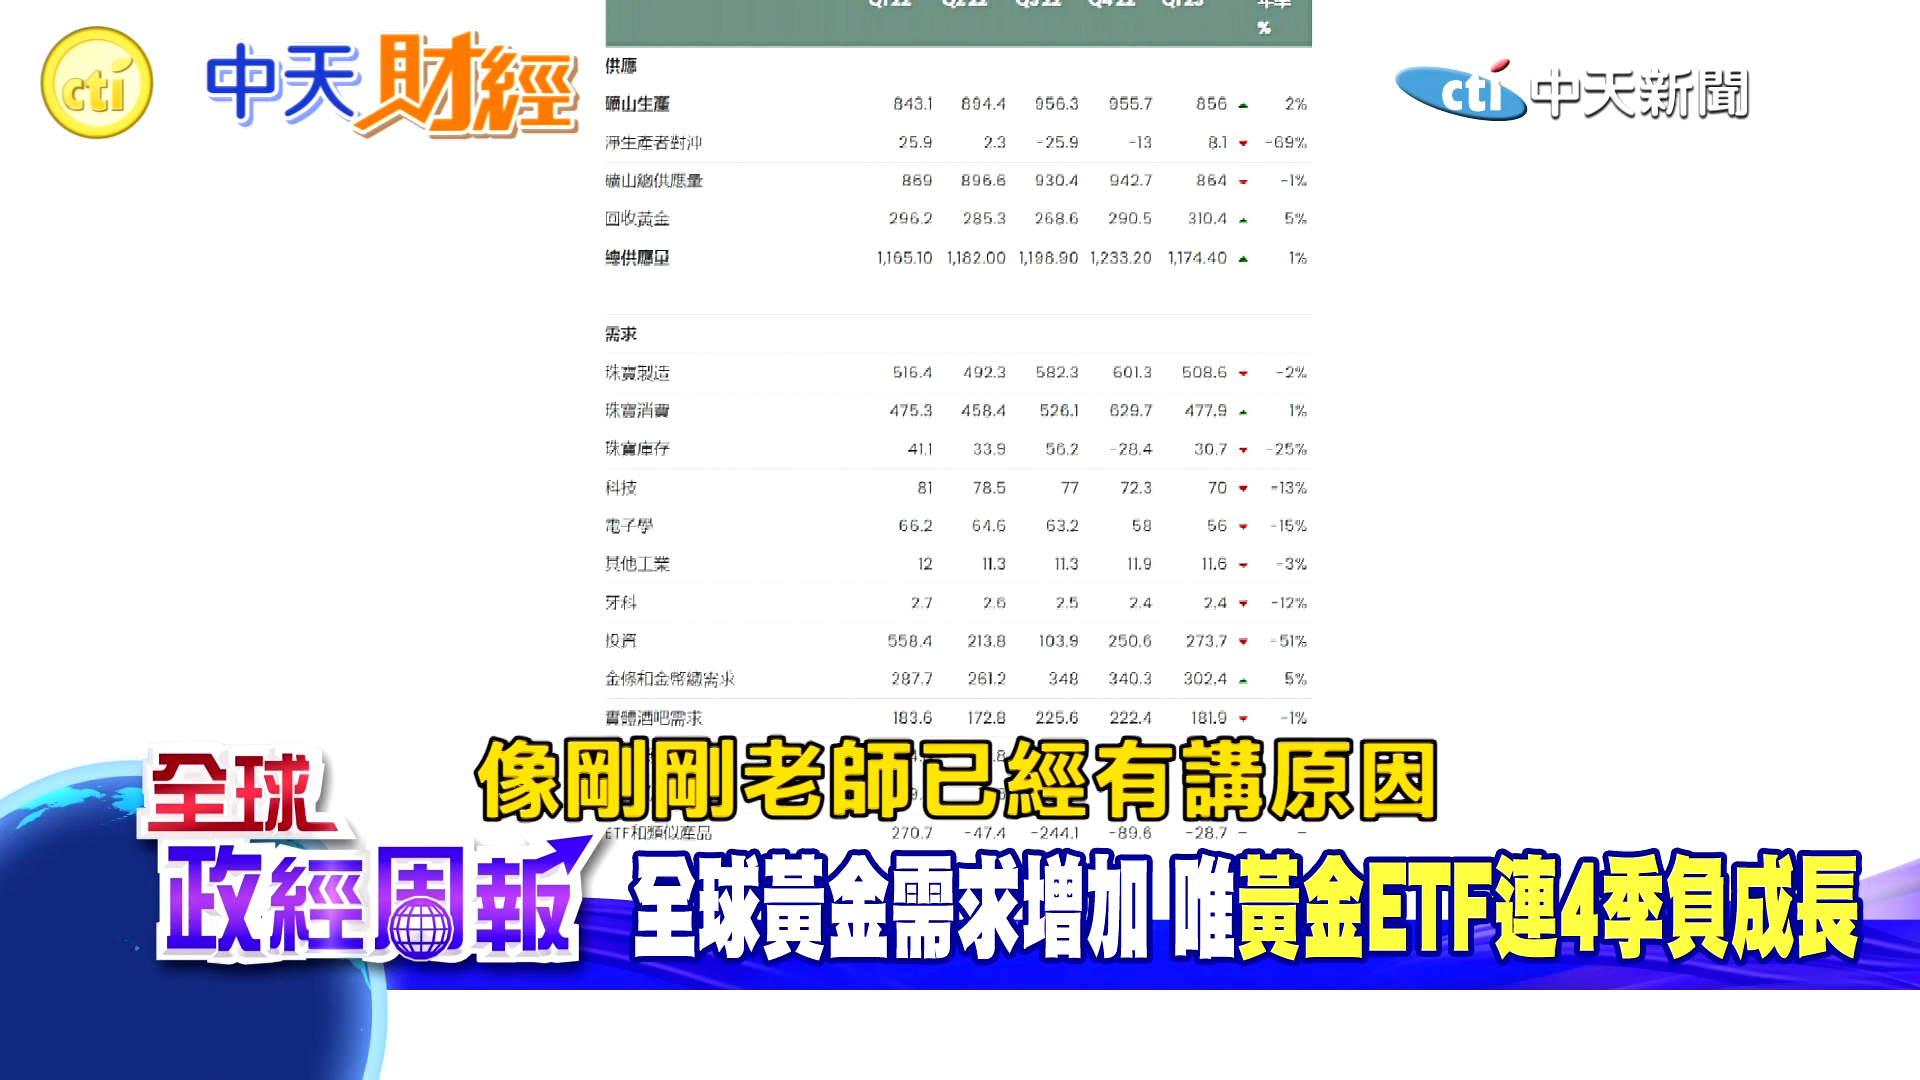 Q1'22 Q2'22 Q3'22 Q4'22 Q1'23 年率
%
cti 中天財經
cti 中天新聞
供應
礦山生產 843.1 894.4 956.3 955.7 856 2%
淨生產者對沖 25.9 2.3 -25.9 -13 8.1 -69%
礦山總供應量 869 896.6 930.4 942.7 864 -1%
回收黃金 296.2 285.3 268.6 290.5 310.4 5%
總供應量 1,165.10 1,182.00 1,198.90 1,233.20 1,174.40 1%
需求
珠寶製造 516.4 492.3 582.3 601.3 508.6 -2%
珠寶消費 475.3 458.4 526.1 629.7 477.9 1%
珠寶庫存 41.1 33.9 56.2 -28.4 30.7 -25%
科技 81 78.5 77 72.3 70 -13%
電子學 66.2 64.6 63.2 58 56 -15%
其他工業 12 11.3 11.3 11.9 11.6 -3%
牙科 2.7 2.6 2.5 2.4 2.4 -12%
投資 558.4 213.8 103.9 250.6 273.7 -51%
金條和金幣總需求 287.7 261.2 348 340.3 302.4 5%
實體酒吧需求 183.6 172.8 225.6 222.4 181.9 -1%
像剛剛老師已經有講原因
ETF和類似產品 270.7 -47.4 -244.1 -89.6 -28.7 - -
全球
政經周報
全球黃金需求增加 唯黃金ETF連4季負成長